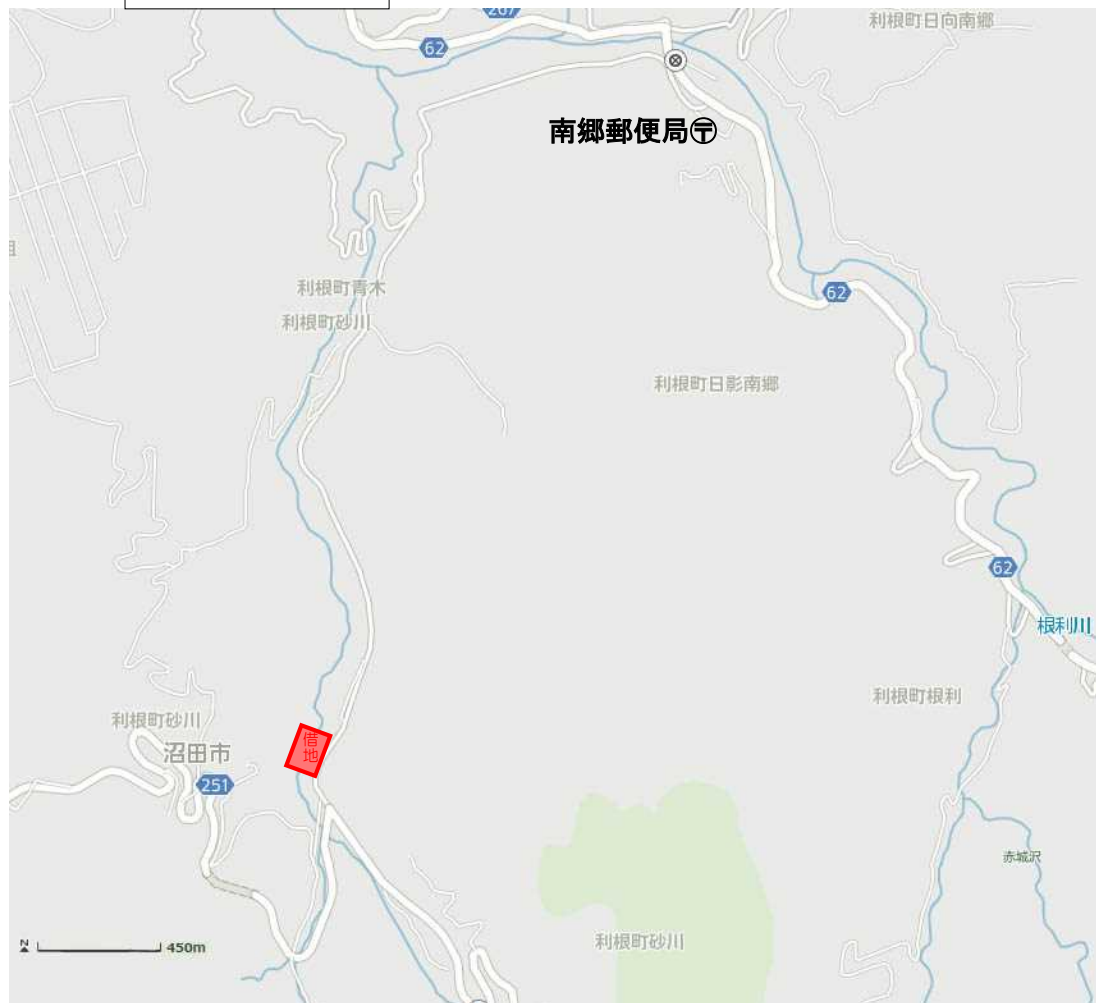 267
利根町日向南郷
62
南郷郵便局〶
利根町青木
利根町砂川
62
利根町日影南郷
62
根利川
利根町根利
利根町砂川
沼田市
借地
251
赤城沢
利根町砂川
N
450m